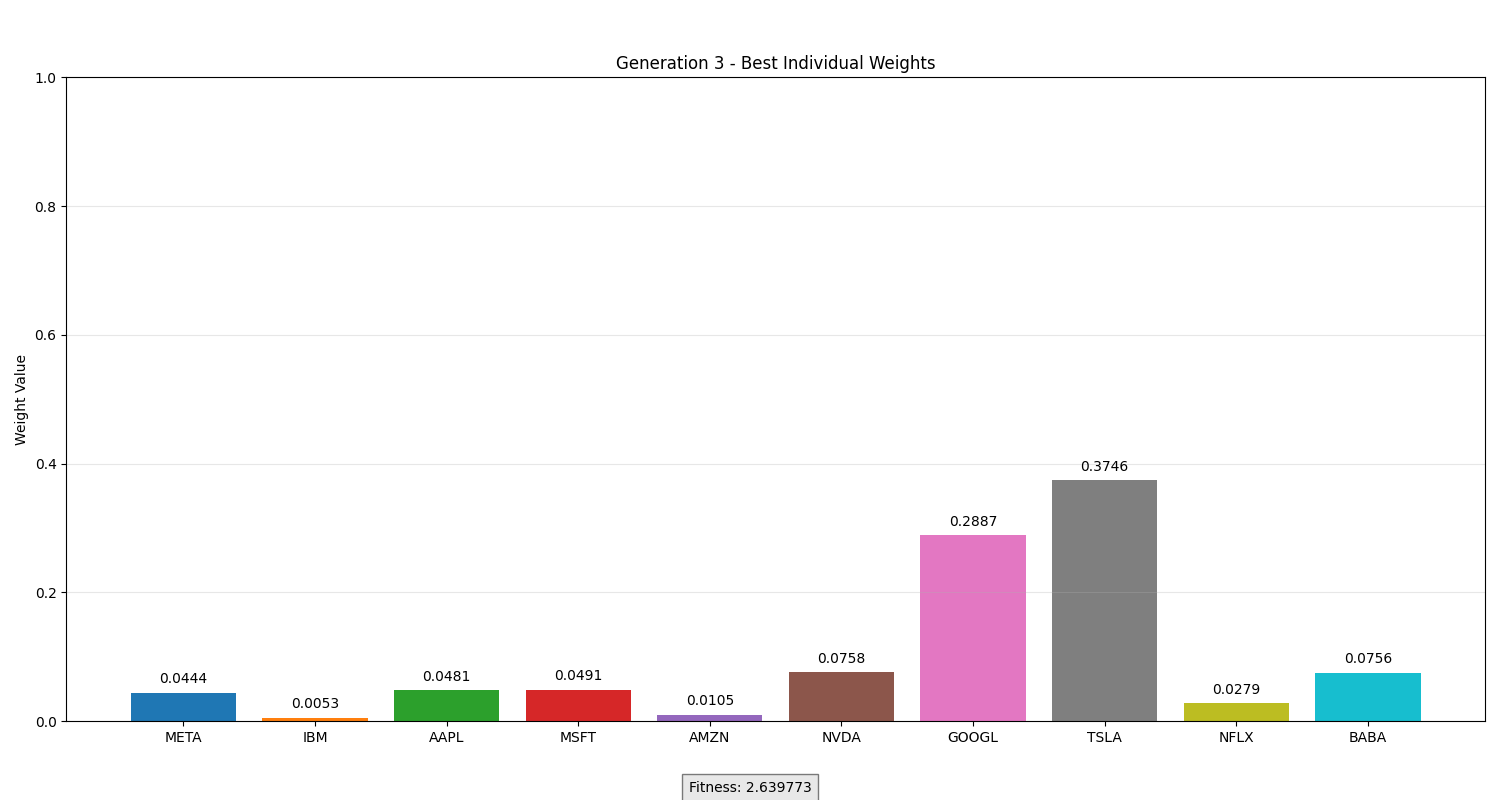 Generation 3 - Best Individual Weights
1.0
0.8
0.6
0.4
0.2
0.0
Weight Value
0.0444
0.0053
0.0481
0.0491
0.0105
0.0758
0.2887
0.3746
0.0279
0.0756
META
IBM
AAPL
MSFT
AMZN
NVDA
GOOGL
TSLA
NFLX
BABA
Fitness: 2.639773